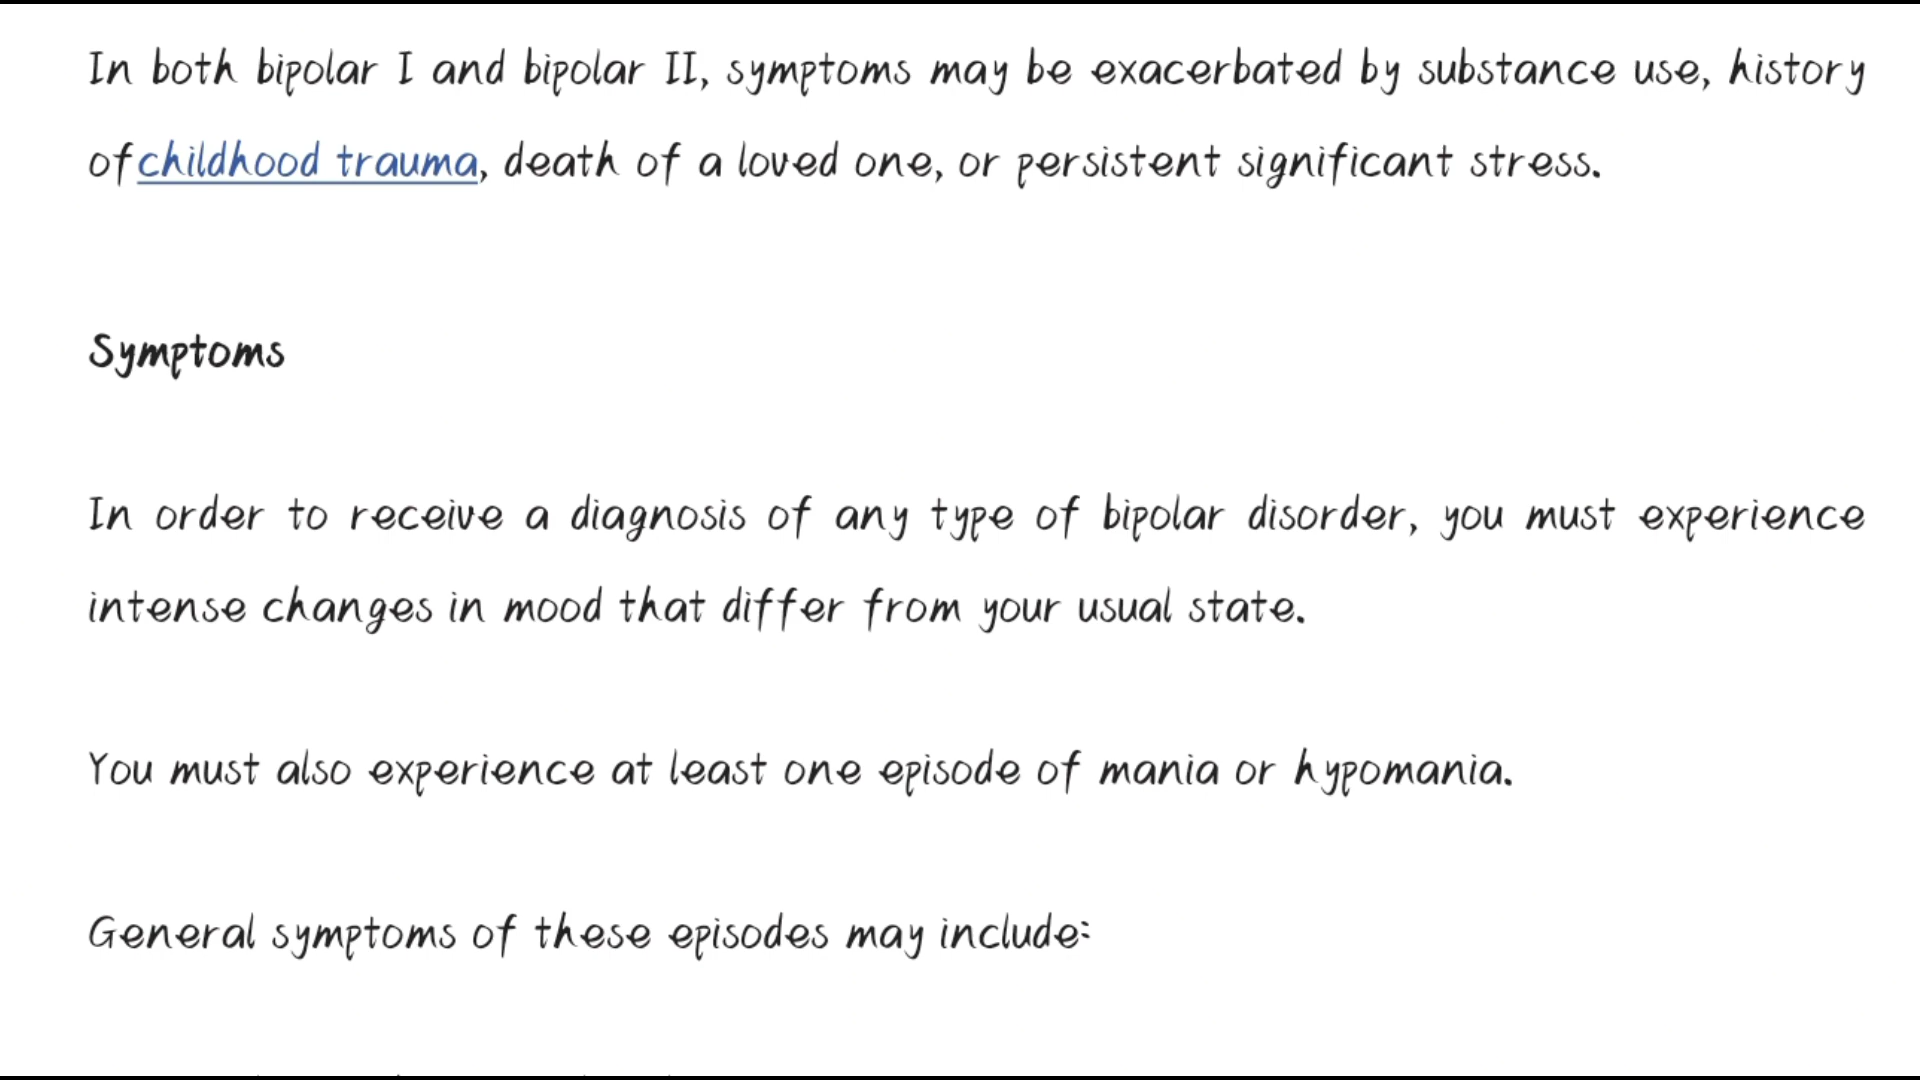 In both bipolar I and bipolar II, symptoms may be exacerbated by substance use, history
of childhood trauma, death of a loved one, or persistent significant stress.
Symptoms
In order to receive a diagnosis of any type of bipolar disorder, you must experience
intense changes in mood that differ from your usual state.
You must also experience at least one episode of mania or hypomania.
General symptoms of these episodes may include: